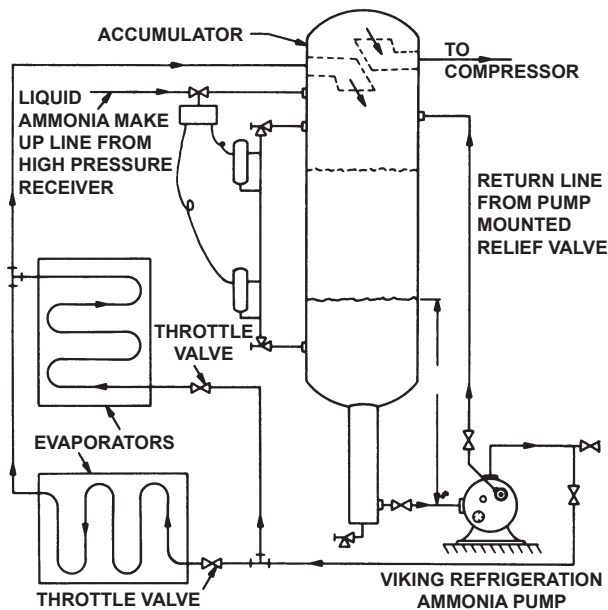 ACCUMULATOR
TO
COMPRESSOR
LIQUID
AMMONIA MAKE
UP LINE FROM
HIGH PRESSURE
RECEIVER
RETURN LINE
FROM PUMP
MOUNTED
RELIEF VALVE
THROTTLE
VALVE
EVAPORATORS
THROTTLE VALVE
VIKING REFRIGERATION
AMMONIA PUMP